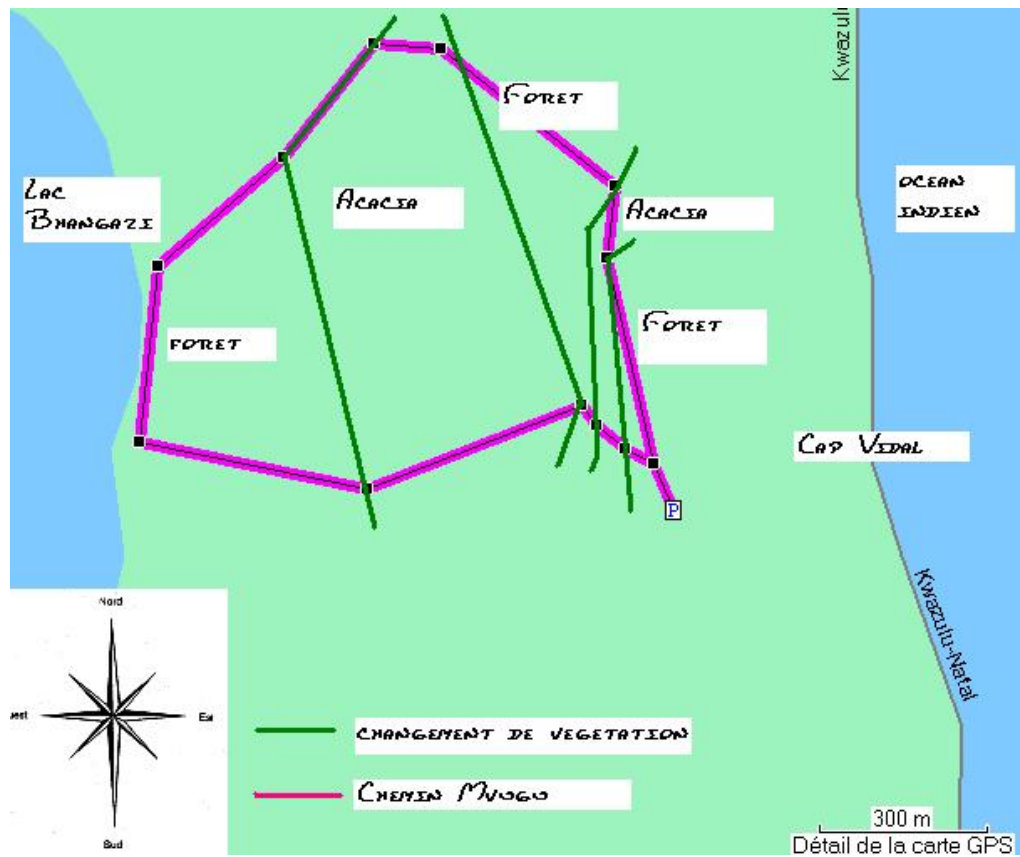 Kwazulu
FORET
LAC
BHANGAZI
ACACIA
ACACIA
OCEAN
INDIEN
FORET
FORET
CAP VIDAL
P
Kwazulu-Natal
Nord
uest
Est
Sud
CHANGEMENT DE VEGETATION
CHEMIN MVUGU
300 m
Détail de la carte GPS